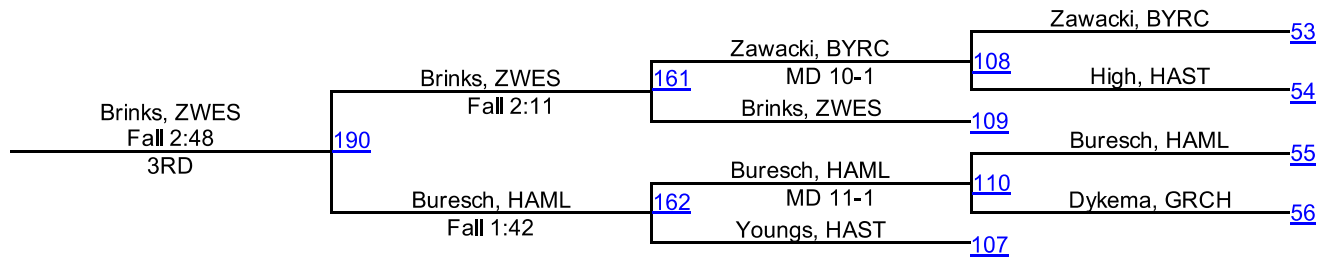 Zawacki, BYRC
53
Zawacki, BYRC
108
MD 10-1
High, HAST
54
Brinks, ZWES
161
Fall 2:11
Brinks, ZWES
109
Brinks, ZWES
Fall 2:48
190
3RD
Buresch, HAML
55
Buresch, HAML
110
MD 11-1
Dykema, GRCH
56
Buresch, HAML
162
Fall 1:42
Youngs, HAST
107